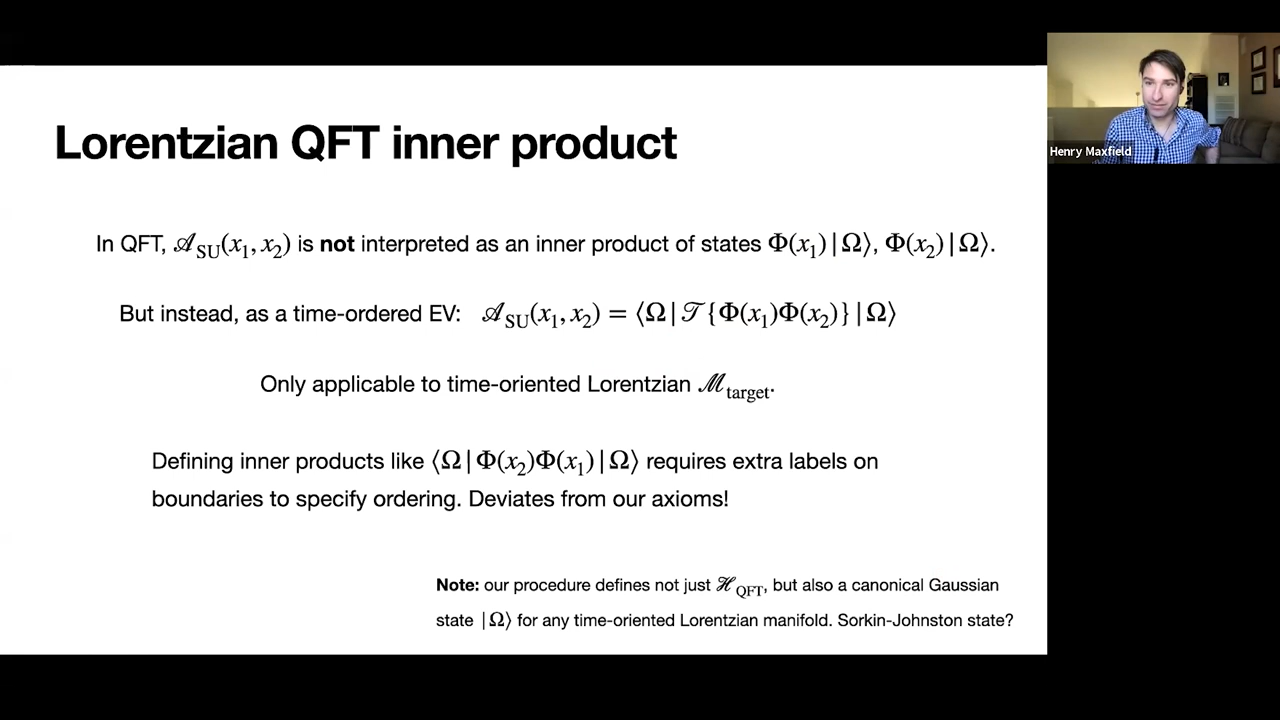 Lorentzian QFT inner product
In QFT, 𝒜_SU(x₁, x₂) is not interpreted as an inner product of states Φ(x₁)|Ω⟩, Φ(x₂)|Ω⟩.
But instead, as a time-ordered EV: 𝒜_SU(x₁, x₂) = ⟨Ω|𝒯{Φ(x₁)Φ(x₂)}|Ω⟩
Only applicable to time-oriented Lorentzian ℳ_target.
Defining inner products like ⟨Ω|Φ(x₂)Φ(x₁)|Ω⟩ requires extra labels on
boundaries to specify ordering. Deviates from our axioms!
Note: our procedure defines not just ℋ_QFT, but also a canonical Gaussian
state |Ω⟩ for any time-oriented Lorentzian manifold. Sorkin-Johnston state?
Henry Maxfield